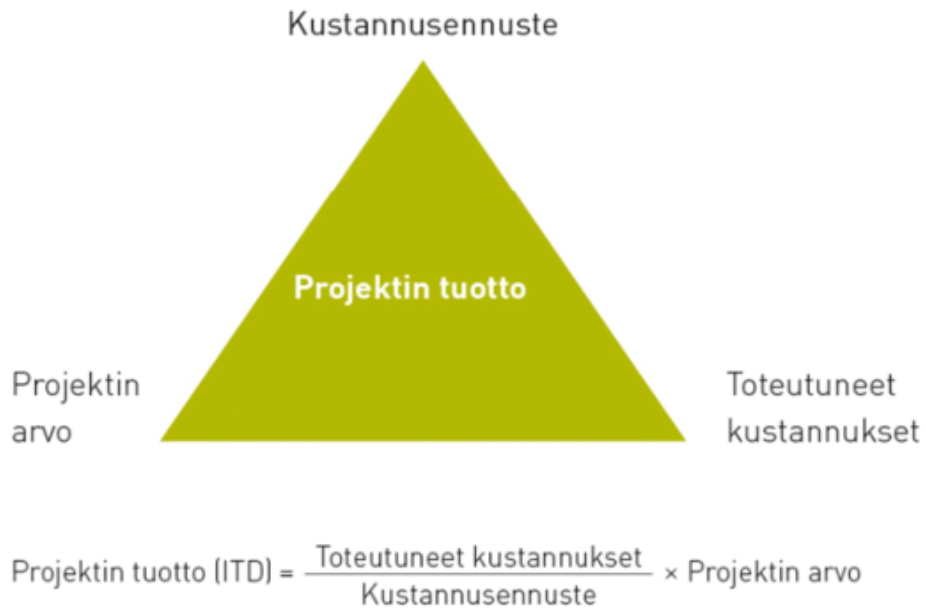 Kustannusennuste
Projektin tuotto
Projektin
arvo
Toteutuneet
kustannukset
Projektin tuotto (ITD) = Toteutuneet kustannukset / Kustannusennuste × Projektin arvo